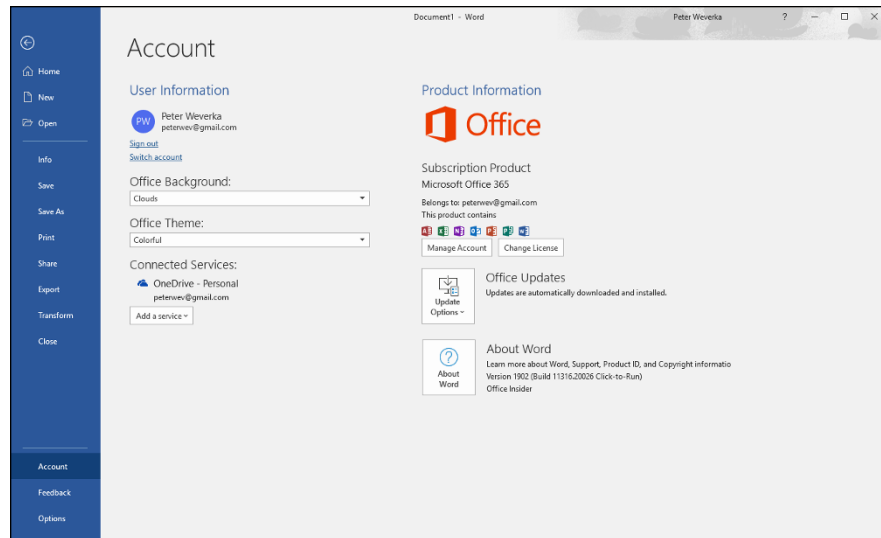 Document1 - Word
Peter Weverka
?
Home
New
Open
Info
Save
Save As
Print
Share
Export
Transform
Close
Account
Feedback
Options
Account
User Information
PW
Peter Weverka
peterwev@gmail.com
Sign out
Switch account
Office Background:
Clouds
Office Theme:
Colorful
Connected Services:
OneDrive - Personal
peterwev@gmail.com
Add a service
Product Information
Office
Subscription Product
Microsoft Office 365
Belongs to: peterwev@gmail.com
This product contains
Manage Account
Change License
Update
Options
Office Updates
Updates are automatically downloaded and installed.
About
Word
About Word
Learn more about Word, Support, Product ID, and Copyright informatio
Version 1902 (Build 11316.20026 Click-to-Run)
Office Insider